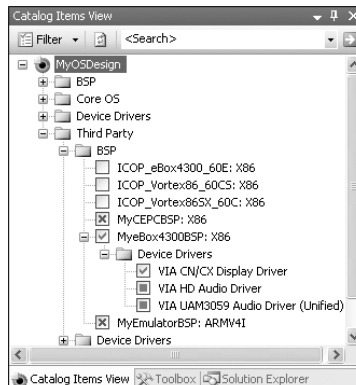 Catalog Items View
Filter <Search>
MyOSDesign
BSP
Core OS
Device Drivers
Third Party
BSP
ICOP_eBox4300_60E: X86
ICOP_Vortex86_60CS: X86
ICOP_Vortex86SX_60C: X86
MyCEPCBSP: X86
MyeBox4300BSP: X86
Device Drivers
VIA CN/CX Display Driver
VIA HD Audio Driver
VIA UAM3059 Audio Driver (Unified)
MyEmulatorBSP: ARMV4I
Device Drivers
Catalog Items View Toolbox Solution Explorer